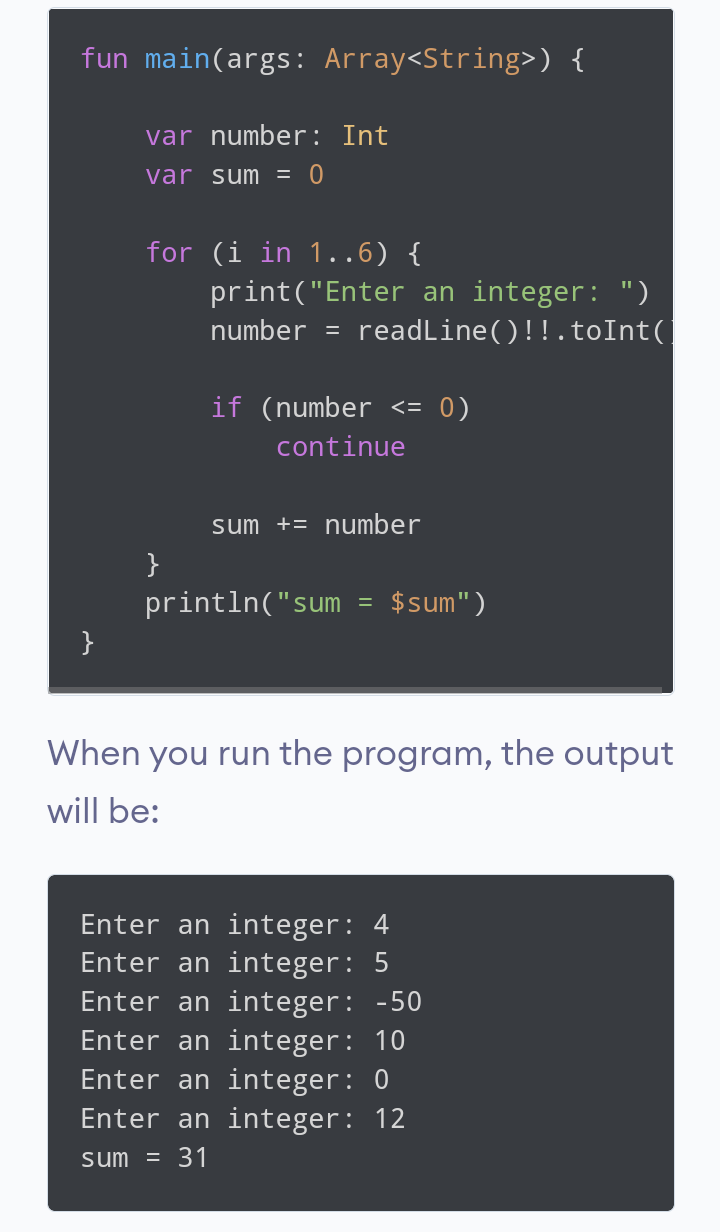 fun main(args: Array<String>) {
var number: Int
var sum = 0
for (i in 1..6) {
print("Enter an integer: ")
number = readLine()!!.toInt(
if (number <= 0)
continue
sum += number
}
println("sum = $sum")
}
When you run the program, the output
will be:
Enter an integer: 4
Enter an integer: 5
Enter an integer: -50
Enter an integer: 10
Enter an integer: 0
Enter an integer: 12
sum = 31